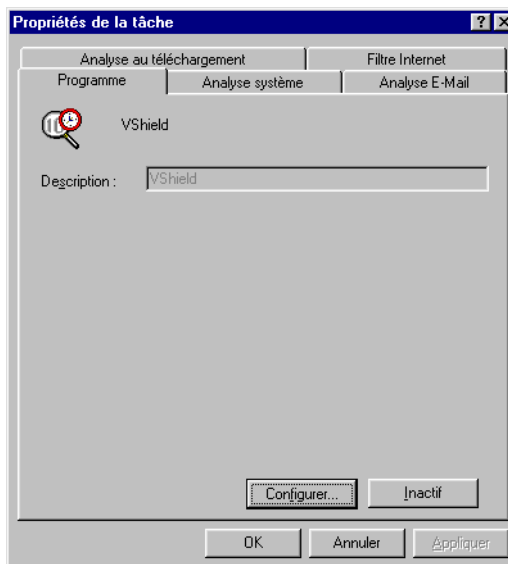 Propriétés de la tâche
Analyse au téléchargement Filtre Internet
Programme Analyse système Analyse E-Mail
VShield
Description : VShield
Configurer... Inactif
OK Annuler Appliquer